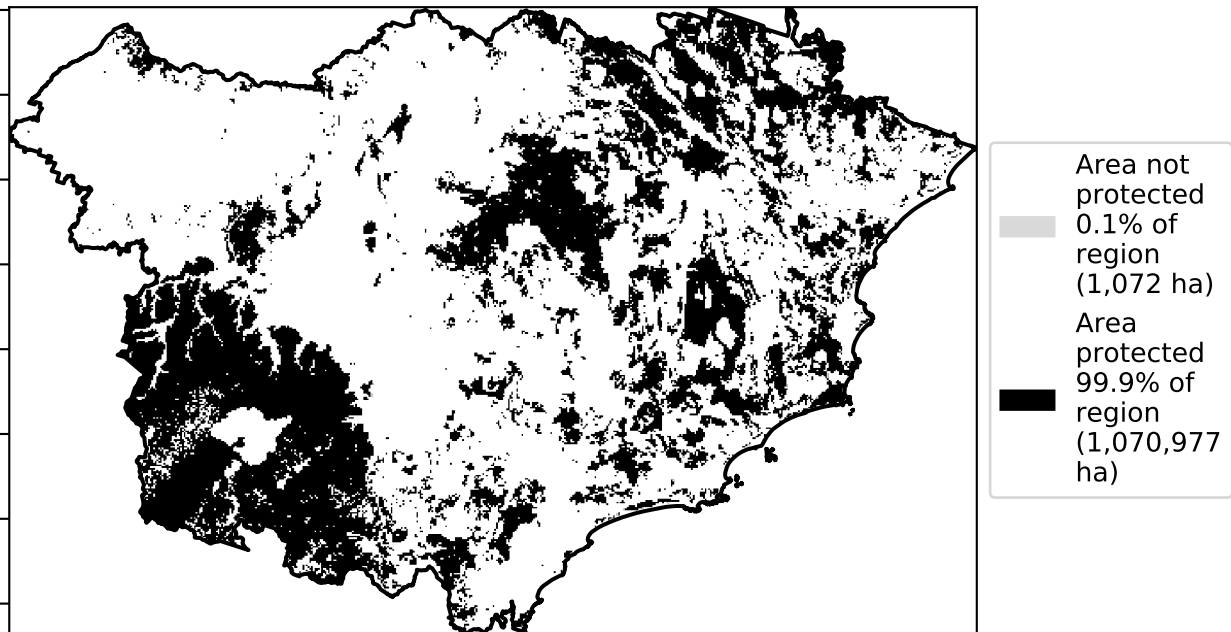 Area not
protected
0.1% of
region
(1,072 ha)
Area
protected
99.9% of
region
(1,070,977
ha)